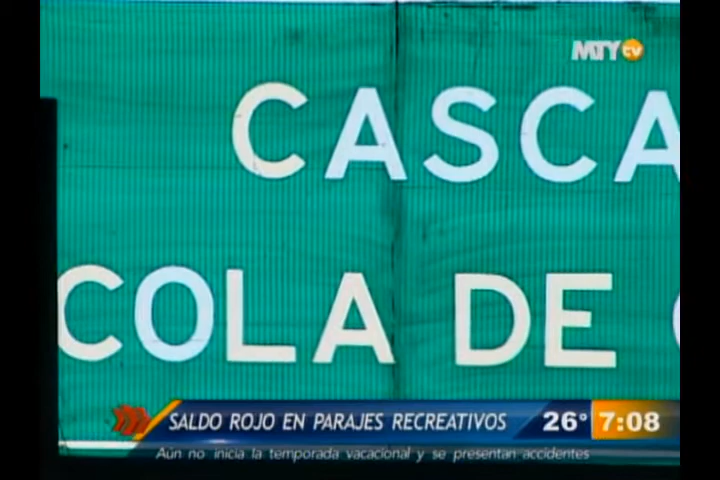 MTY tv
CASCA
COLA DE
SALDO ROJO EN PARAJES RECREATIVOS 26° 7:08
Aún no inicia la temporada vacacional y se presentan accidentes